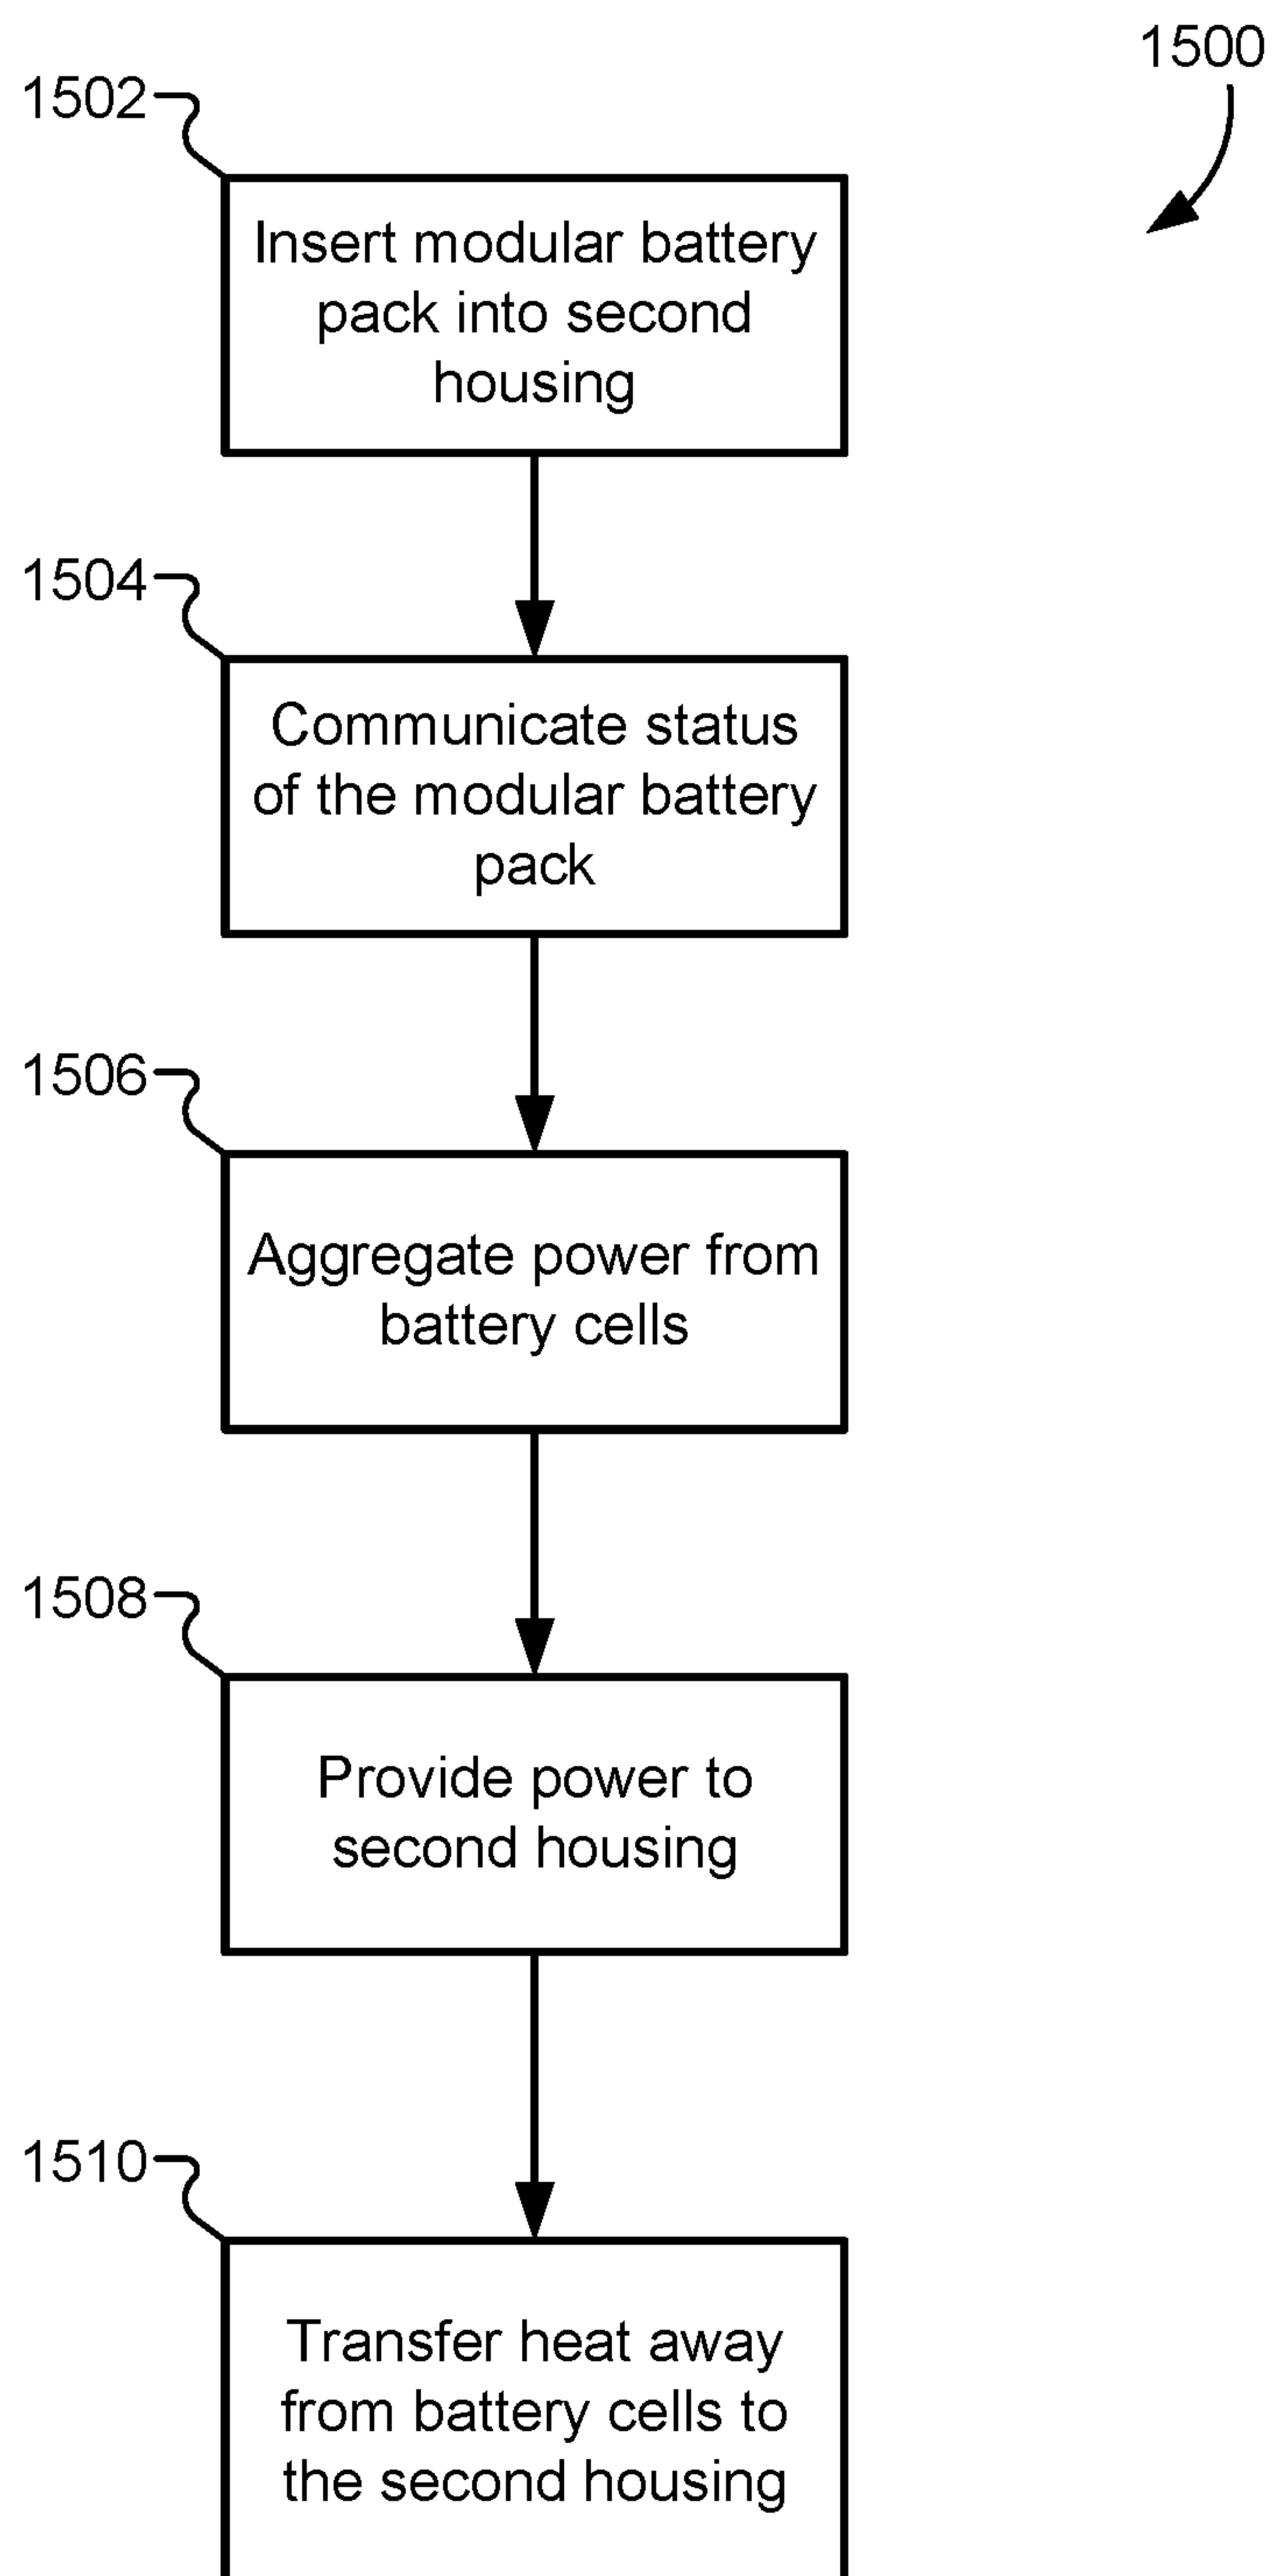 1500
1502
Insert modular battery
pack into second
housing
1504
Communicate status
of the modular battery
pack
1506
Aggregate power from
battery cells
1508
Provide power to
second housing
1510
Transfer heat away
from battery cells to
the second housing